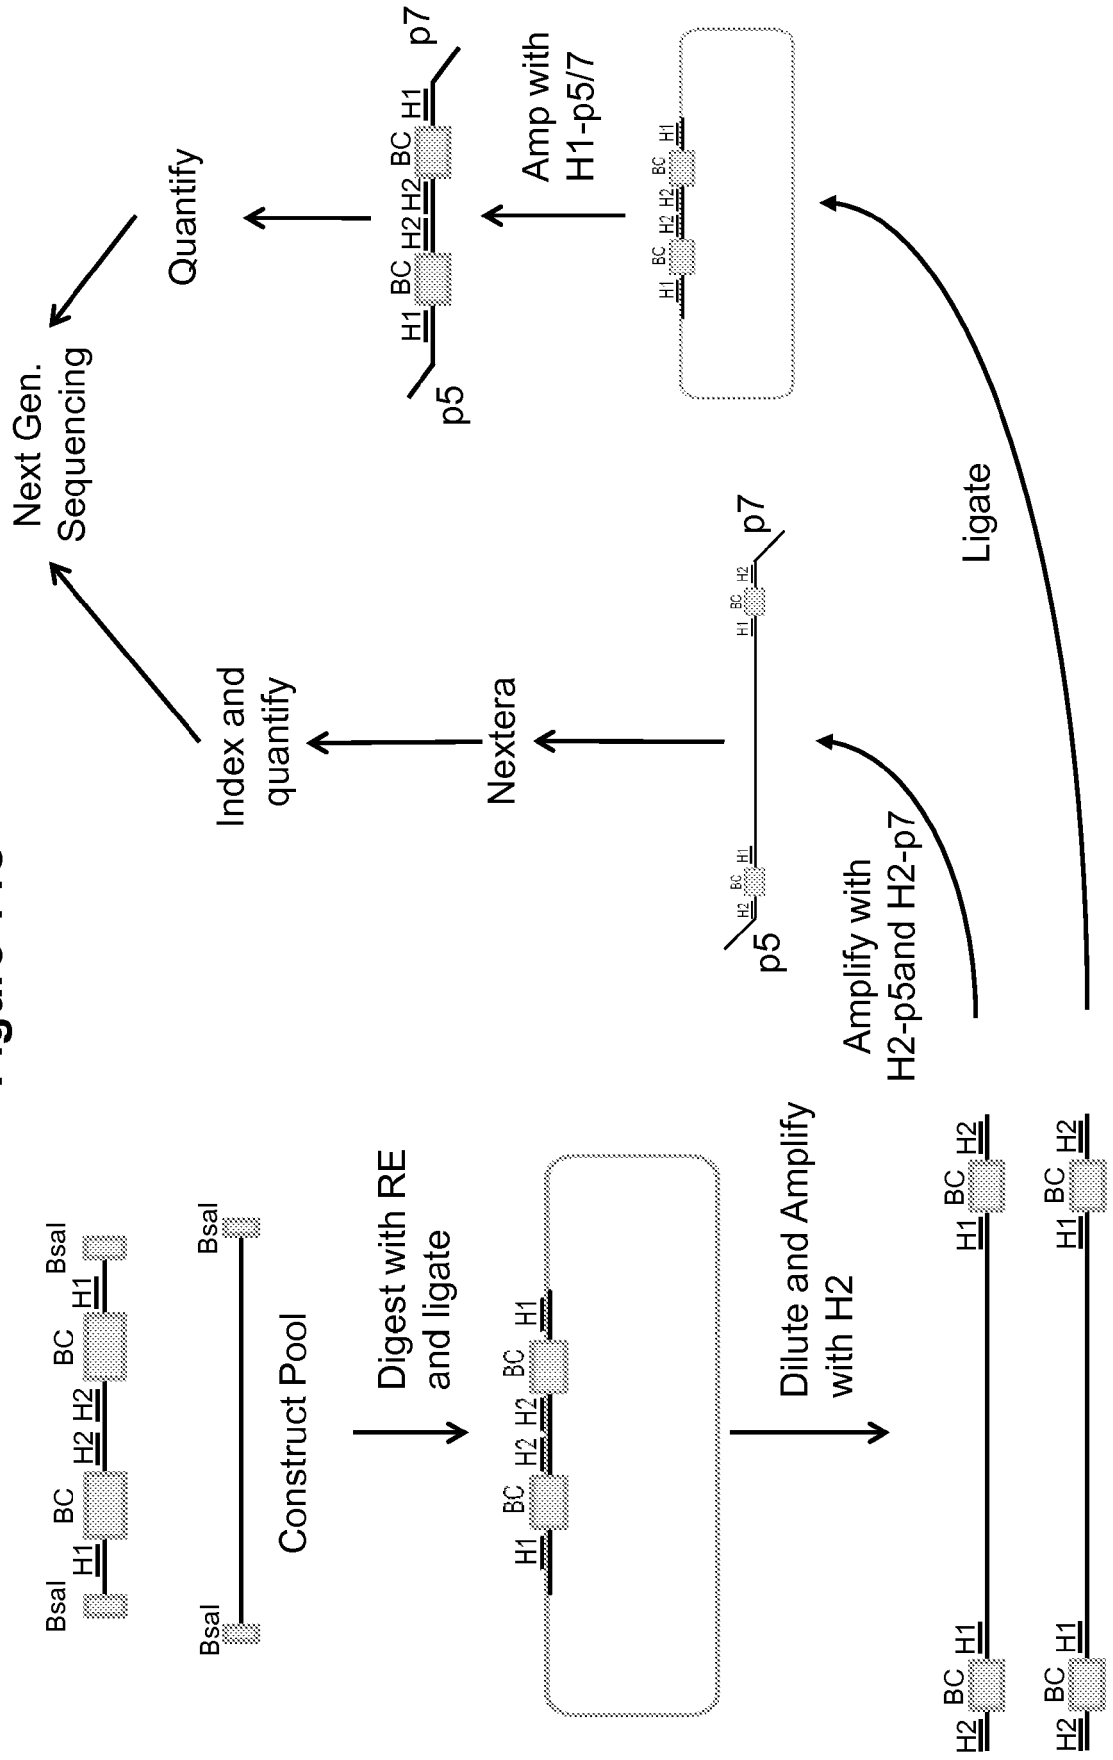 Figure
BsaI
H1
BC
H2
H2
BC
H1
BsaI
BsaI
BsaI
Construct Pool
Digest with RE
and ligate
H1
BC
H2
H2
BC
H1
Dilute and Amplify
with H2
H2
BC
H1
H1
BC
H2
H2
BC
H1
H1
BC
H2
Amplify with
H2-p5and H2-p7
p5
H2
BC
H1
H1
BC
H2
p7
Nextera
Index and
quantify
Next Gen.
Sequencing
Quantify
p5
H1
BC
H2
H2
BC
H1
p7
Amp with
H1-p5/7
H1
BC
H2
H2
BC
H1
Ligate